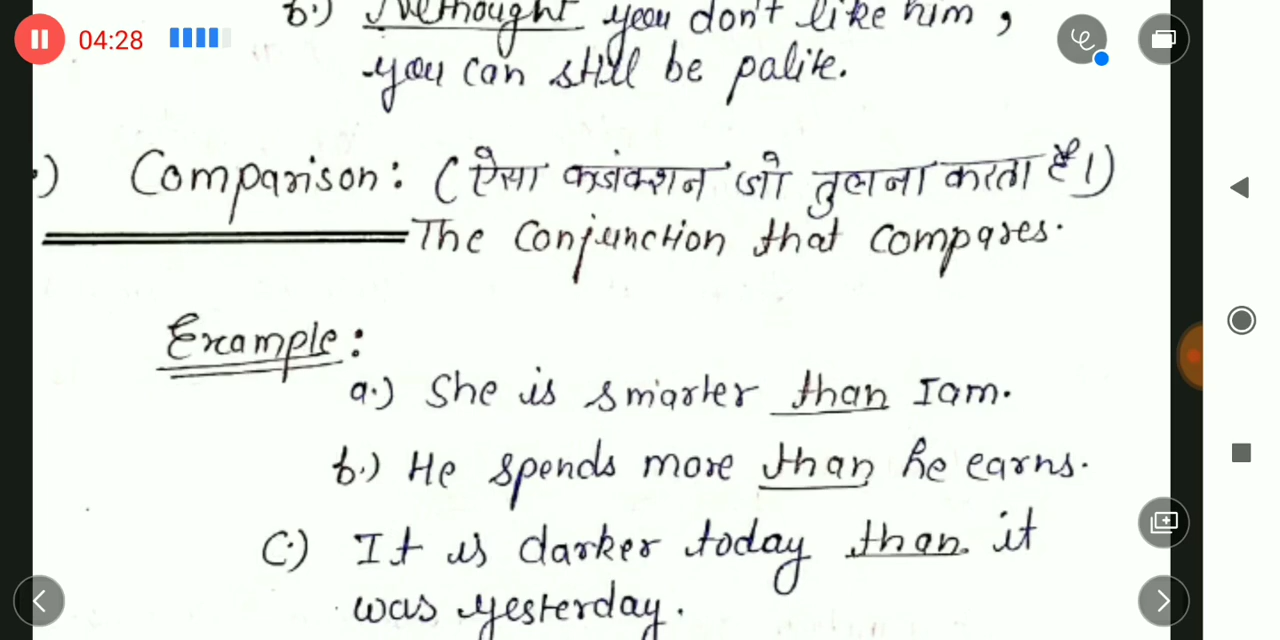 04:28
b.) you don't like him,
you can still be palite.
.) Comparison: (ऐसा कजंक्शन जो तुलना करता है।)
The Conjunction that compares.
Example:
a.) She is smarter than I am.
b.) He spends more than he earns.
C.) It is darker today than it
was yesterday.